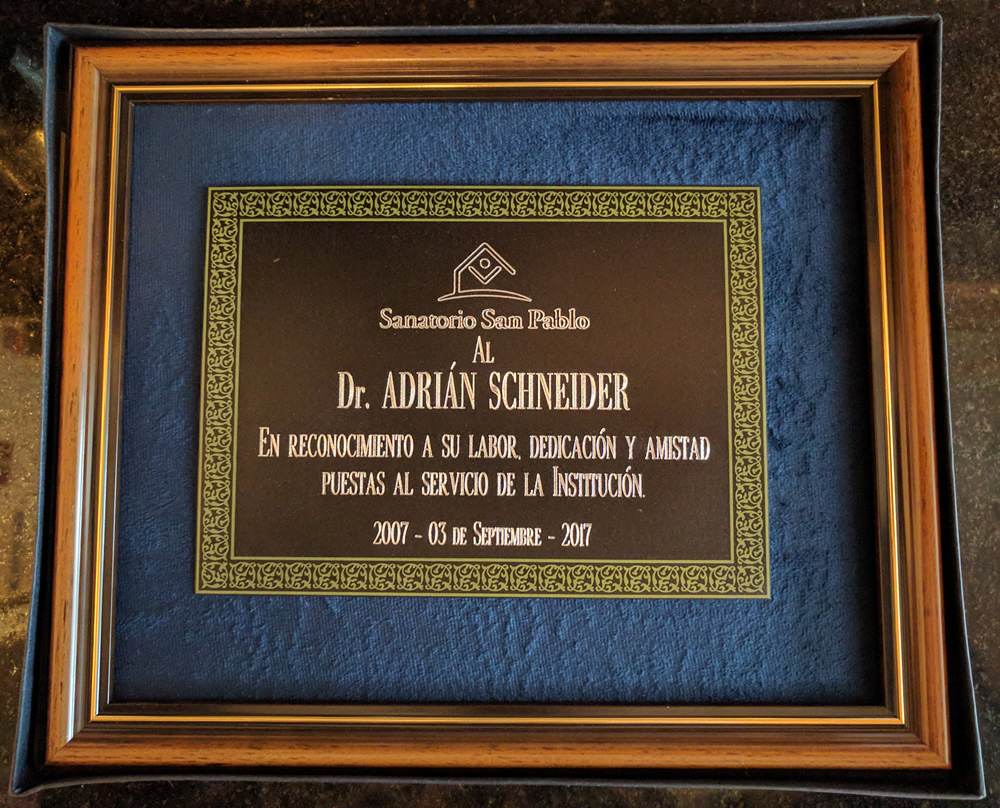 Sanatorio San Pablo
AL
Dr. ADRIÁN SCHNEIDER
EN RECONOCIMIENTO A SU LABOR, DEDICACIÓN Y AMISTAD
PUESTAS AL SERVICIO DE LA INSTITUCIÓN.
2007 - 03 DE SEPTIEMBRE - 2017